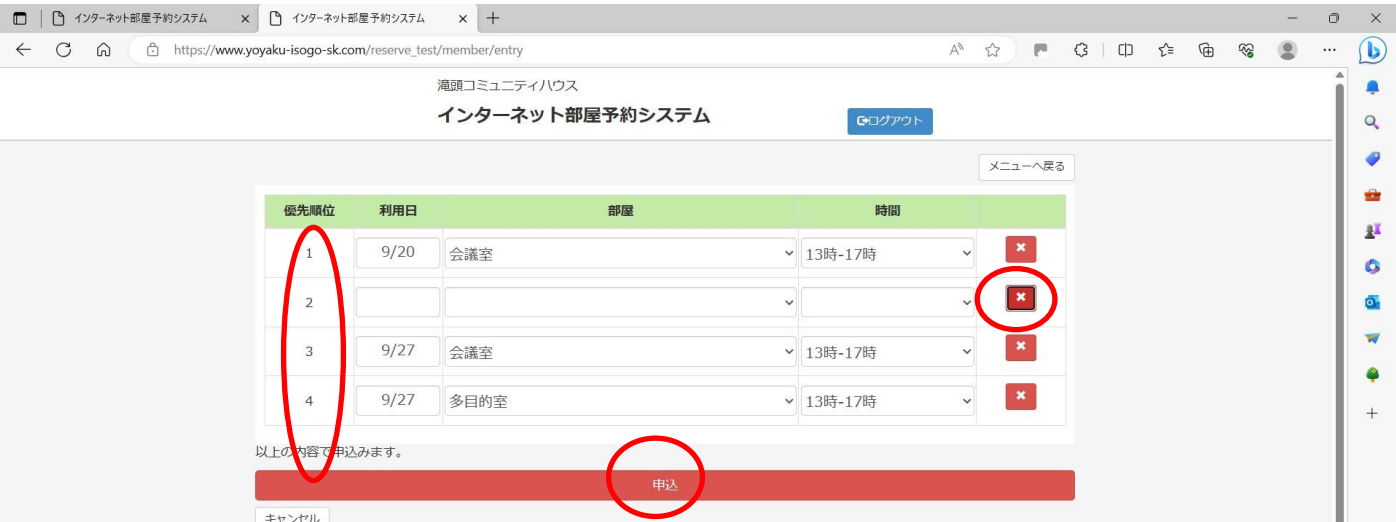 インターネット部屋予約システム インターネット部屋予約システム
https://www.yoyaku-isogo-sk.com/reserve_test/member/entry
滝頭コミュニティハウス
インターネット部屋予約システム
ログアウト
メニューへ戻る
優先順位 利用日 部屋 時間
1 9/20 会議室 13時-17時
2
3 9/27 会議室 13時-17時
4 9/27 多目的室 13時-17時
以上の内容で申込みます。
申込
キャンセル